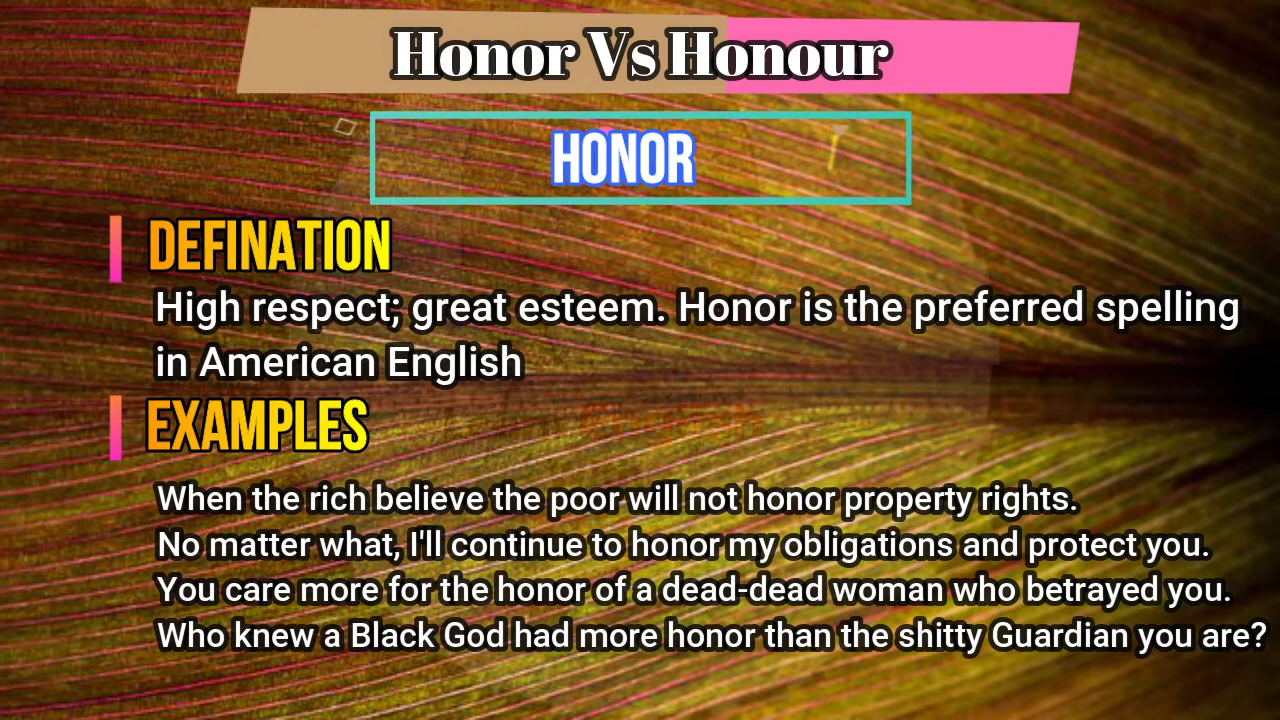 Honor Vs Honour
HONOR
DEFINATION
High respect; great esteem. Honor is the preferred spelling
in American English
EXAMPLES
When the rich believe the poor will not honor property rights.
No matter what, I'll continue to honor my obligations and protect you.
You care more for the honor of a dead-dead woman who betrayed you.
Who knew a Black God had more honor than the shitty Guardian you are?